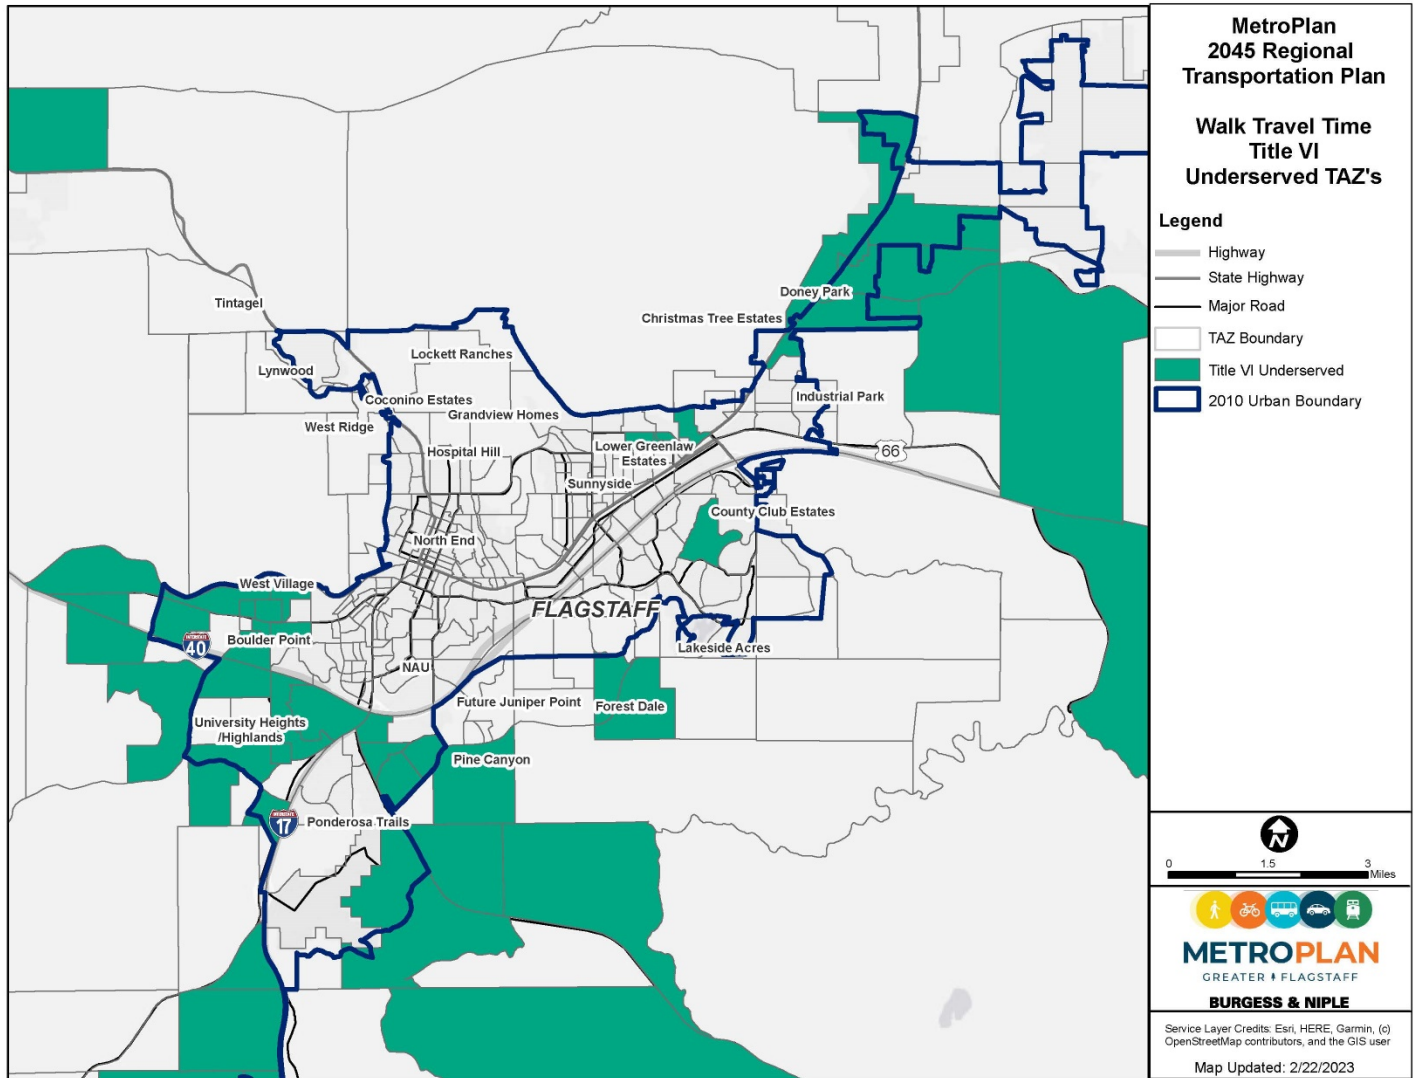 MetroPlan
2045 Regional
Transportation Plan
Walk Travel Time
Title VI
Underserved TAZ's
Legend
Highway
State Highway
Major Road
TAZ Boundary
Title VI Underserved
2010 Urban Boundary
Tintagel
Lynwood
Lockett Ranches
Coconino Estates
West Ridge
Grandview Homes
Hospital Hill
Christmas Tree Estates
Doney Park
Industrial Park
Lower Greenlaw
Estates
66
Sunnyside
County Club Estates
North End
West Village
FLAGSTAFF
Boulder Point
INTERSTATE
40
Lakeside Acres
NAU
Future Juniper Point
Forest Dale
University Heights
/Highlands
Pine Canyon
INTERSTATE
17
Ponderosa Trails
N
0 1.5 3
Miles
METROPLAN
GREATER FLAGSTAFF
BURGESS & NIPLE
Service Layer Credits: Esri, HERE, Garmin, (c)
OpenStreetMap contributors, and the GIS user
Map Updated: 2/22/2023